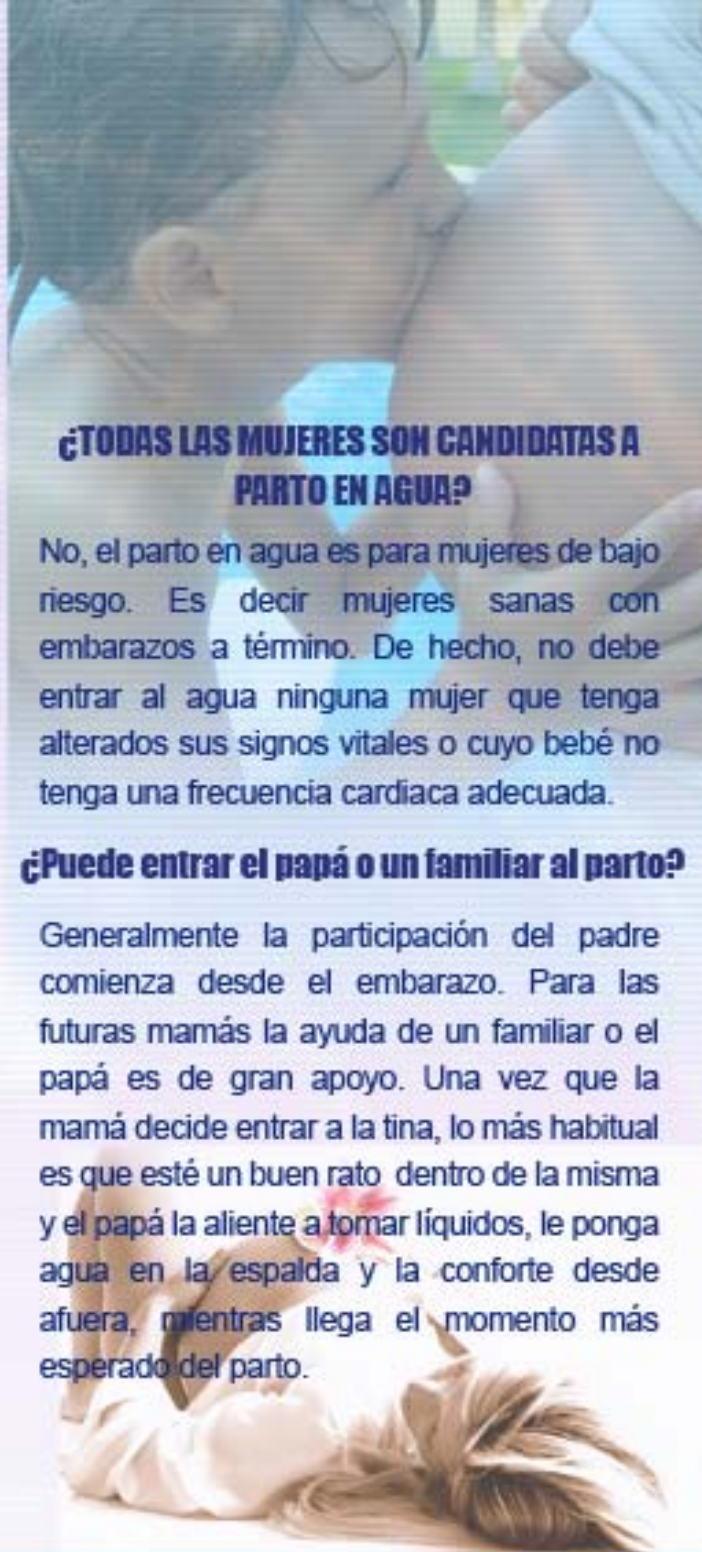 ¿TODAS LAS MUJERES SON CANDIDATAS A
PARTO EN AGUA?
No, el parto en agua es para mujeres de bajo
riesgo. Es decir mujeres sanas con
embarazos a término. De hecho, no debe
entrar al agua ninguna mujer que tenga
alterados sus signos vitales o cuyo bebé no
tenga una frecuencia cardiaca adecuada.
¿Puede entrar el papá o un familiar al parto?
Generalmente la participación del padre
comienza desde el embarazo. Para las
futuras mamás la ayuda de un familiar o el
papá es de gran apoyo. Una vez que la
mamá decide entrar a la tina, lo más habitual
es que esté un buen rato dentro de la misma
y el papá la aliente a tomar líquidos, le ponga
agua en la espalda y la conforte desde
afuera, mientras llega el momento más
esperado del parto.